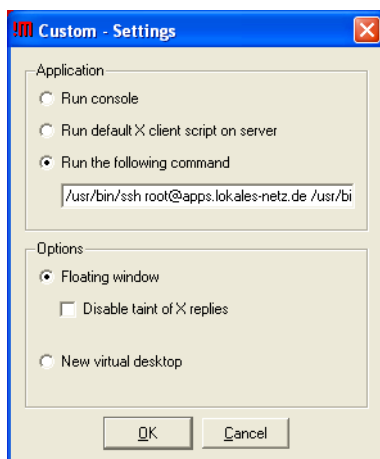 !M Custom - Settings
Application
Run console
Run default X client script on server
Run the following command
/usr/bin/ssh root@apps.lokales-netz.de /usr/bi
Options
Floating window
Disable taint of X replies
New virtual desktop
OK
Cancel